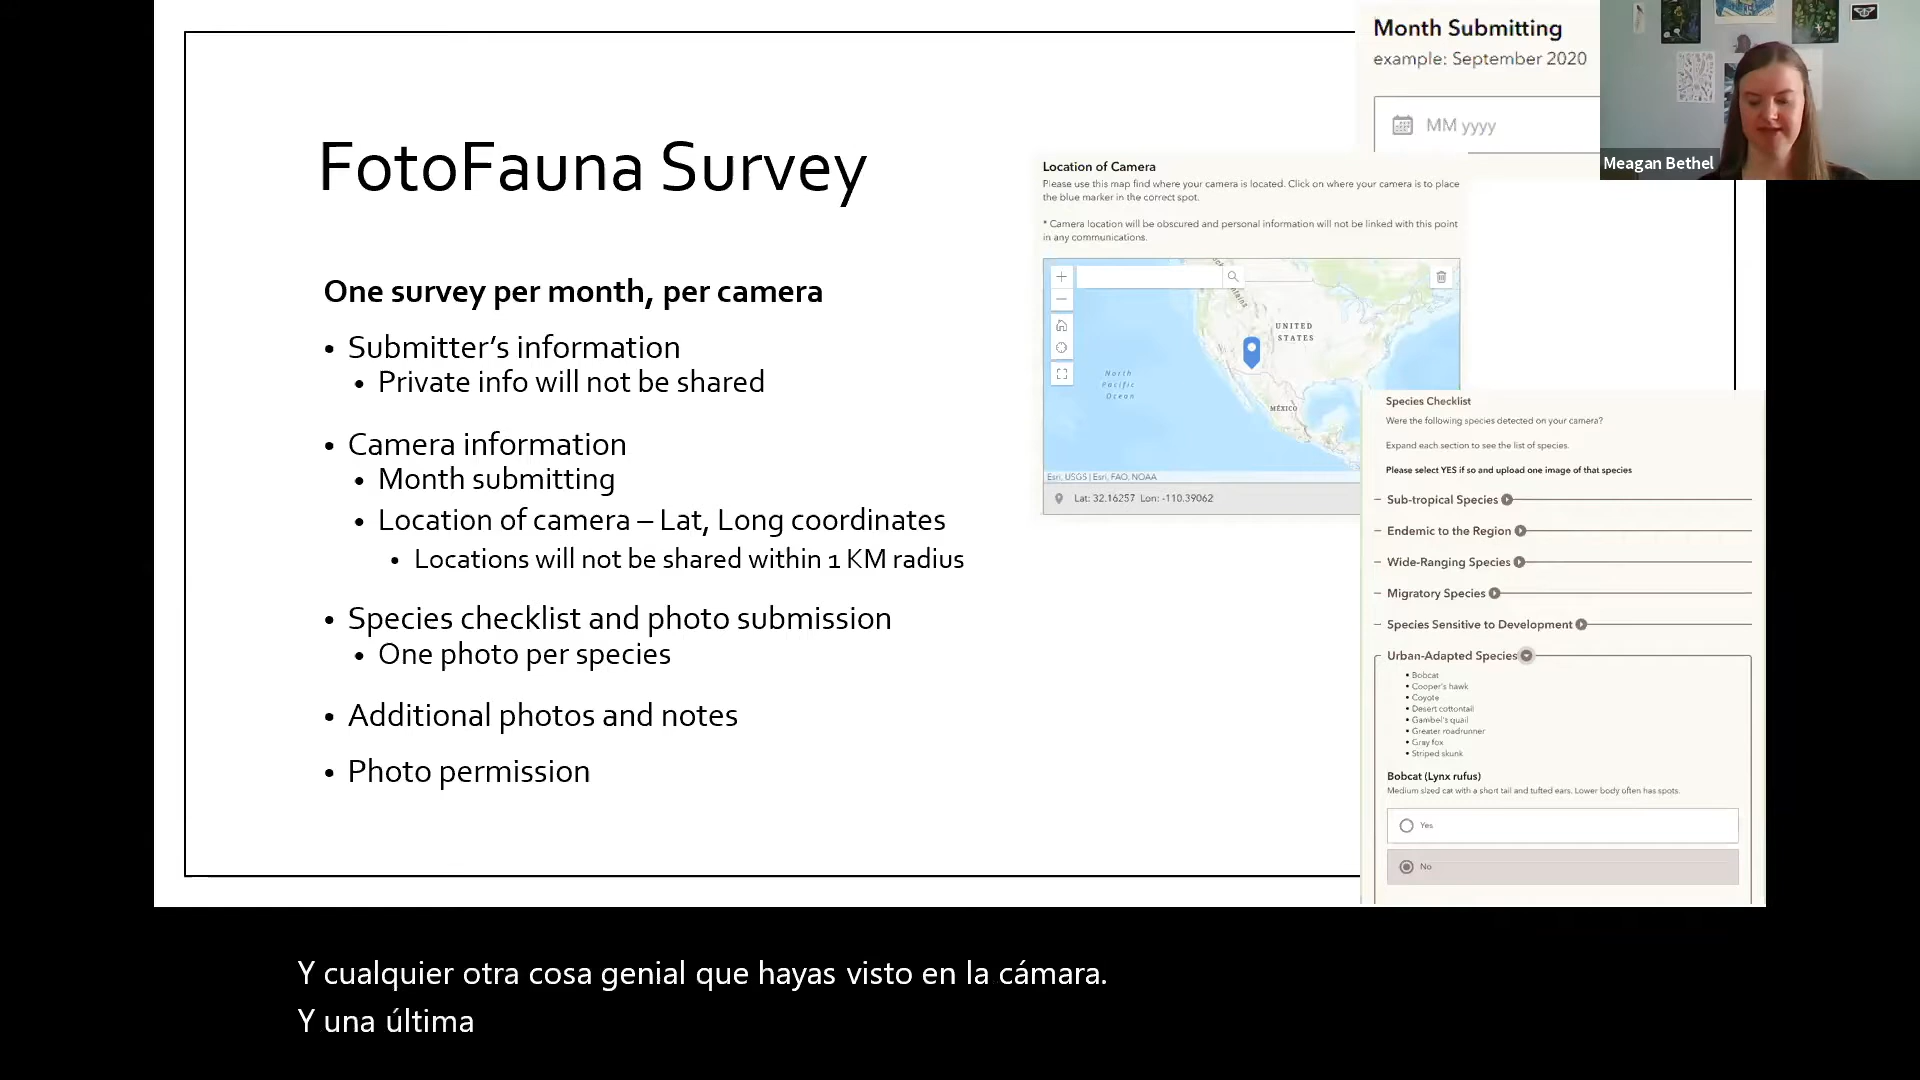 Month Submitting
example: September 2020
MM yyyy
Meagan Bethel
FotoFauna Survey
One survey per month, per camera
• Submitter’s information
• Private info will not be shared
• Camera information
• Month submitting
• Location of camera – Lat, Long coordinates
• Locations will not be shared within 1 KM radius
• Species checklist and photo submission
• One photo per species
• Additional photos and notes
• Photo permission
Location of Camera
Please use this map find where your camera is located. Click on where your camera is to place
the blue marker in the correct spot.
* Camera location will be obscured and personal information will not be linked with this point
in any communications.
UNITED
STATES
North
Pacific
Ocean
MÉXICO
Esri, USGS | Esri, FAO, NOAA
Lat: 32.16257 Lon: -110.39062
Species Checklist
Were the following species detected on your camera?
Expand each section to see the list of species.
Please select YES if so and upload one image of that species
Sub-tropical Species
Endemic to the Region
Wide-Ranging Species
Migratory Species
Species Sensitive to Development
Urban-Adapted Species
• Bobcat
• Cooper's hawk
• Coyote
• Desert cottontail
• Gambel's quail
• Greater roadrunner
• Gray fox
• Striped skunk
Bobcat (Lynx rufus)
Medium sized cat with a short tail and tufted ears. Lower body often has spots.
Yes
No
Y cualquier otra cosa genial que hayas visto en la cámara.
Y una última